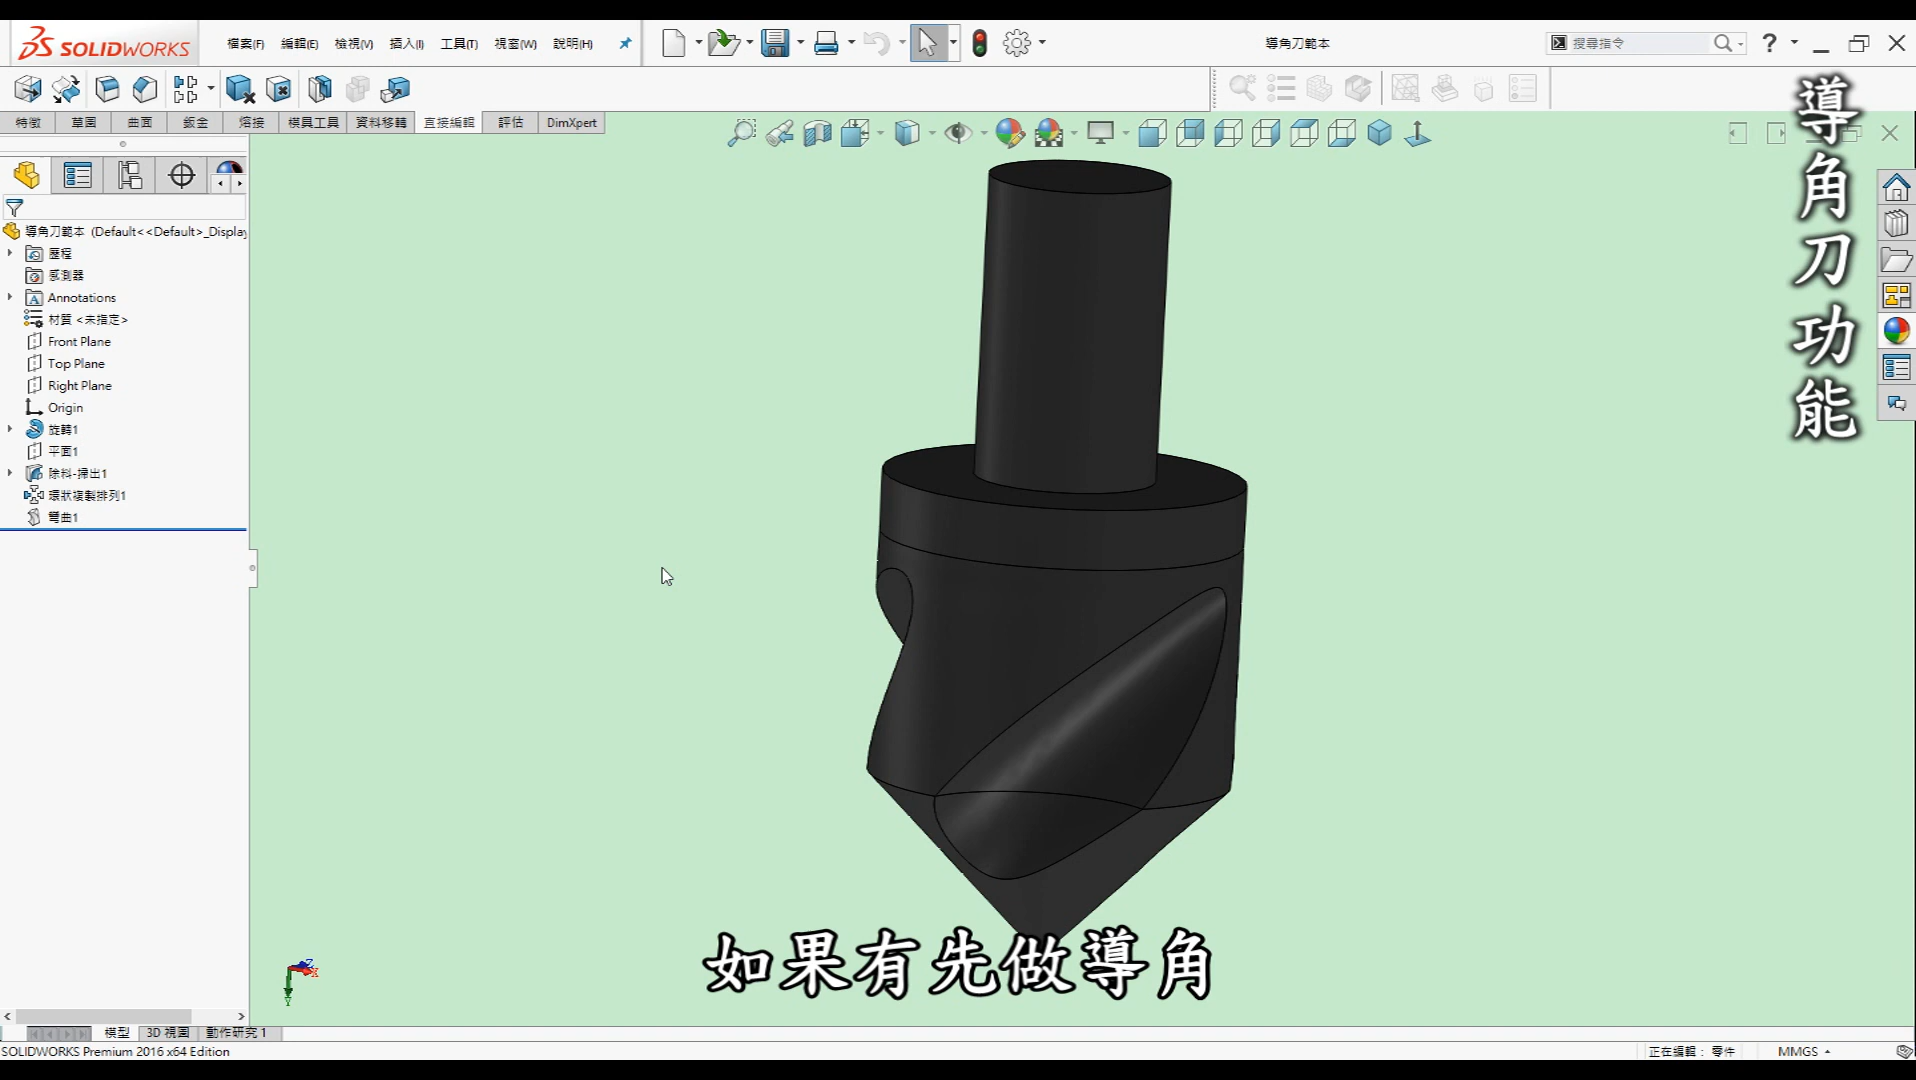 SOLIDWORKS
檔案(F) 編輯(E) 檢視(V) 插入(I) 工具(T) 視窗(W) 說明(H)
導角刀範本
搜尋指令
特徵 草圖 曲面 鈑金 熔接 模具工具 資料移轉 直接編輯 評估 DimXpert
導角刀功能
導角刀範本 (Default<<Default>_Display
歷程
感測器
Annotations
材質 <未指定>
Front Plane
Top Plane
Right Plane
Origin
旋轉1
平面1
除料-掃出1
環狀複製排列1
彎曲1
如果有先做導角
模型 3D 視圖 動作研究 1
SOLIDWORKS Premium 2016 x64 Edition
正在編輯： 零件
MMGS